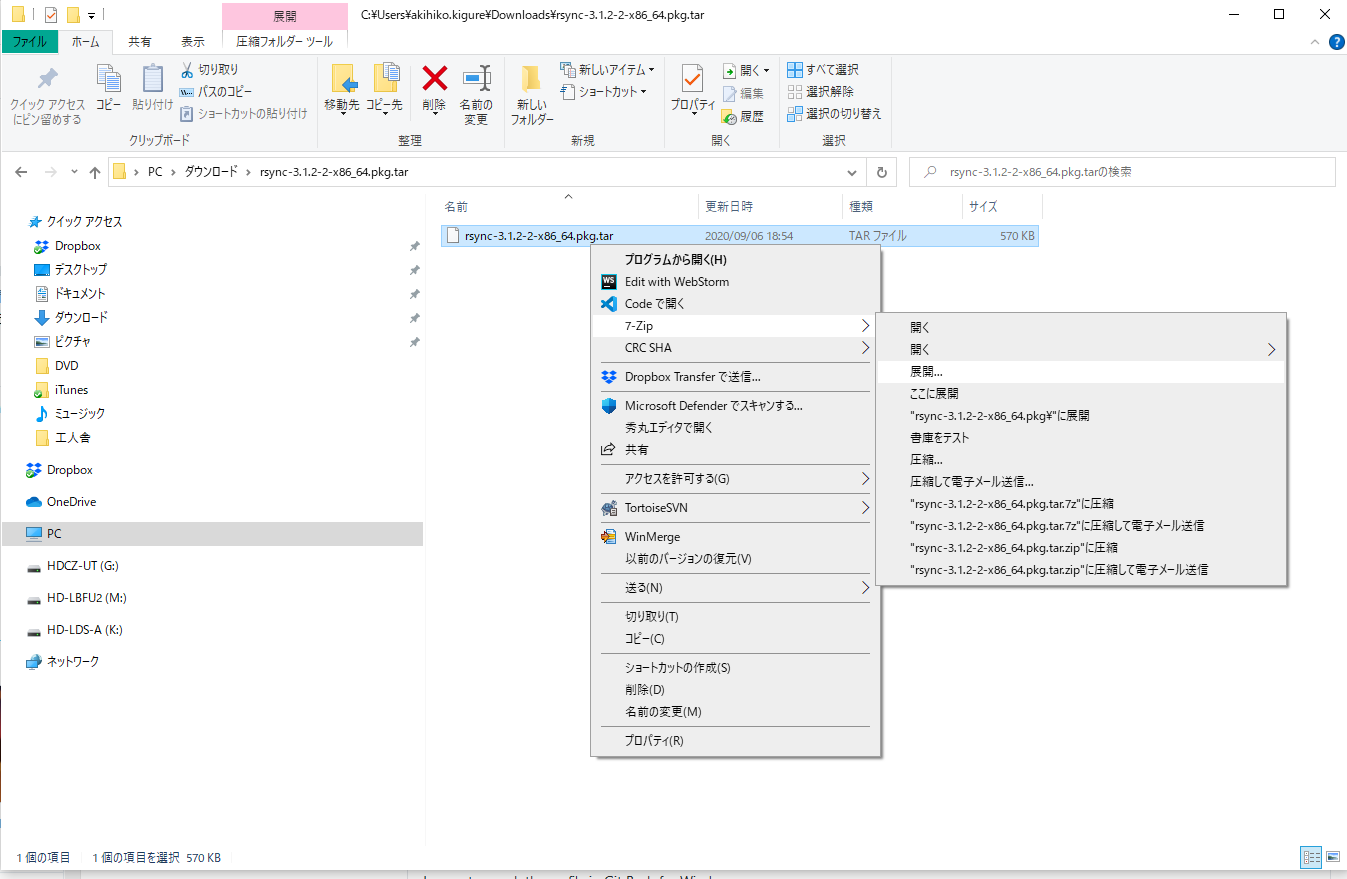 展開
C:¥Users¥akihiko.kigure¥Downloads¥rsync-3.1.2-2-x86_64.pkg.tar
ファイル
ホーム
共有
表示
圧縮フォルダー ツール
クイック アクセス
にピン留めする
コピー
貼り付け
切り取り
パスのコピー
ショートカットの貼り付け
クリップボード
移動先
コピー先
削除
名前の
変更
整理
新しい
フォルダー
新しいアイテム
ショートカット
新規
プロパティ
開く
編集
履歴
開く
すべて選択
選択解除
選択の切り替え
選択
PC
ダウンロード
rsync-3.1.2-2-x86_64.pkg.tar
rsync-3.1.2-2-x86_64.pkg.tarの検索
クイック アクセス
Dropbox
デスクトップ
ドキュメント
ダウンロード
ピクチャ
DVD
iTunes
ミュージック
工人舎
Dropbox
OneDrive
PC
HDCZ-UT (G:)
HD-LBFU2 (M:)
HD-LDS-A (K:)
ネットワーク
名前
更新日時
種類
サイズ
rsync-3.1.2-2-x86_64.pkg.tar
2020/09/06 18:54
TAR ファイル
570 KB
プログラムから開く(H)
WS
Edit with WebStorm
Code で開く
7-Zip
CRC SHA
Dropbox Transfer で送信...
Microsoft Defender でスキャンする...
秀丸エディタで開く
共有
アクセスを許可する(G)
TortoiseSVN
WinMerge
以前のバージョンの復元(V)
送る(N)
切り取り(T)
コピー(C)
ショートカットの作成(S)
削除(D)
名前の変更(M)
プロパティ(R)
開く
開く
展開...
ここに展開
"rsync-3.1.2-2-x86_64.pkg¥"に展開
書庫をテスト
圧縮...
圧縮して電子メール送信...
"rsync-3.1.2-2-x86_64.pkg.tar.7z"に圧縮
"rsync-3.1.2-2-x86_64.pkg.tar.7z"に圧縮して電子メール送信
"rsync-3.1.2-2-x86_64.pkg.tar.zip"に圧縮
"rsync-3.1.2-2-x86_64.pkg.tar.zip"に圧縮して電子メール送信
1 個の項目
1 個の項目を選択 570 KB